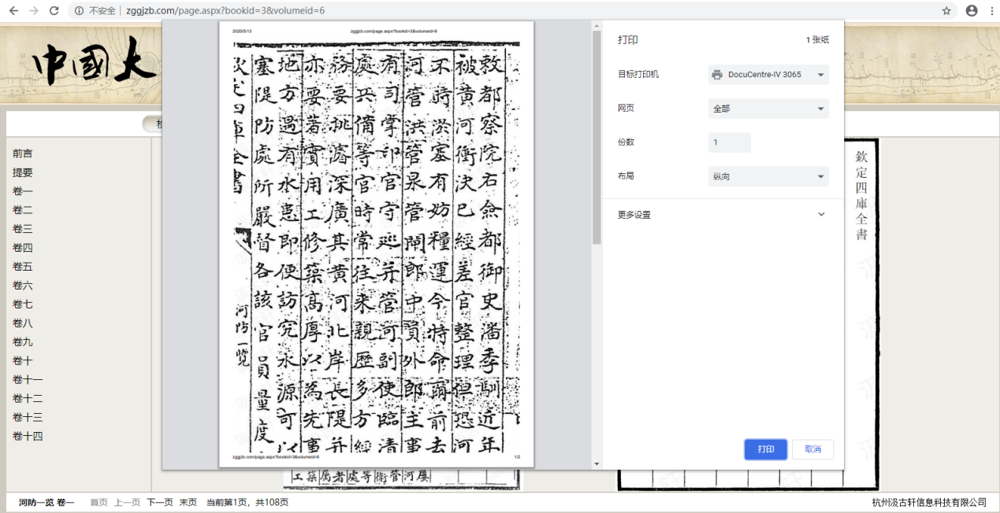 不安全 zggjzb.com/page.aspx?bookid=3&volumeid=6
中國大
前言
提要
卷一
卷二
卷三
卷四
卷五
卷六
卷七
卷八
卷九
卷十
卷十一
卷十二
卷十三
卷十四
2020/5/13 zggjzb.com/page.aspx?bookid=3&volumeid=6
敕都察院右僉都御史潘季馴近年
被黄河衝决已經差官整理但恐河
不時淤塞有妨糧運今特命爾前去
河管洪管泉管閘郎中員外郎主事
有司掌印官守廵并管河副使臨清
處兵備等官時常往来親歷多方經
務要挑濬深廣其黄河北岸長隄并
亦要著實用工修築髙厚以為先事
地方遇有水患即便訪究水源可以
塞隄防處所嚴督各該官員量度
欽定四庫全書
河防一覧
zggjzb.com/page.aspx?bookid=3&volumeid=6 1/2
打印 1 张纸
目标打印机 DocuCentre-IV 3065
网页 全部
份数 1
布局 纵向
更多设置
打印 取消
欽定四庫全書
工築属者處等衛管河屢
河防一览 卷一 首页 上一页 下一页 末页 当前第1页，共108页
杭州汲古轩信息科技有限公司